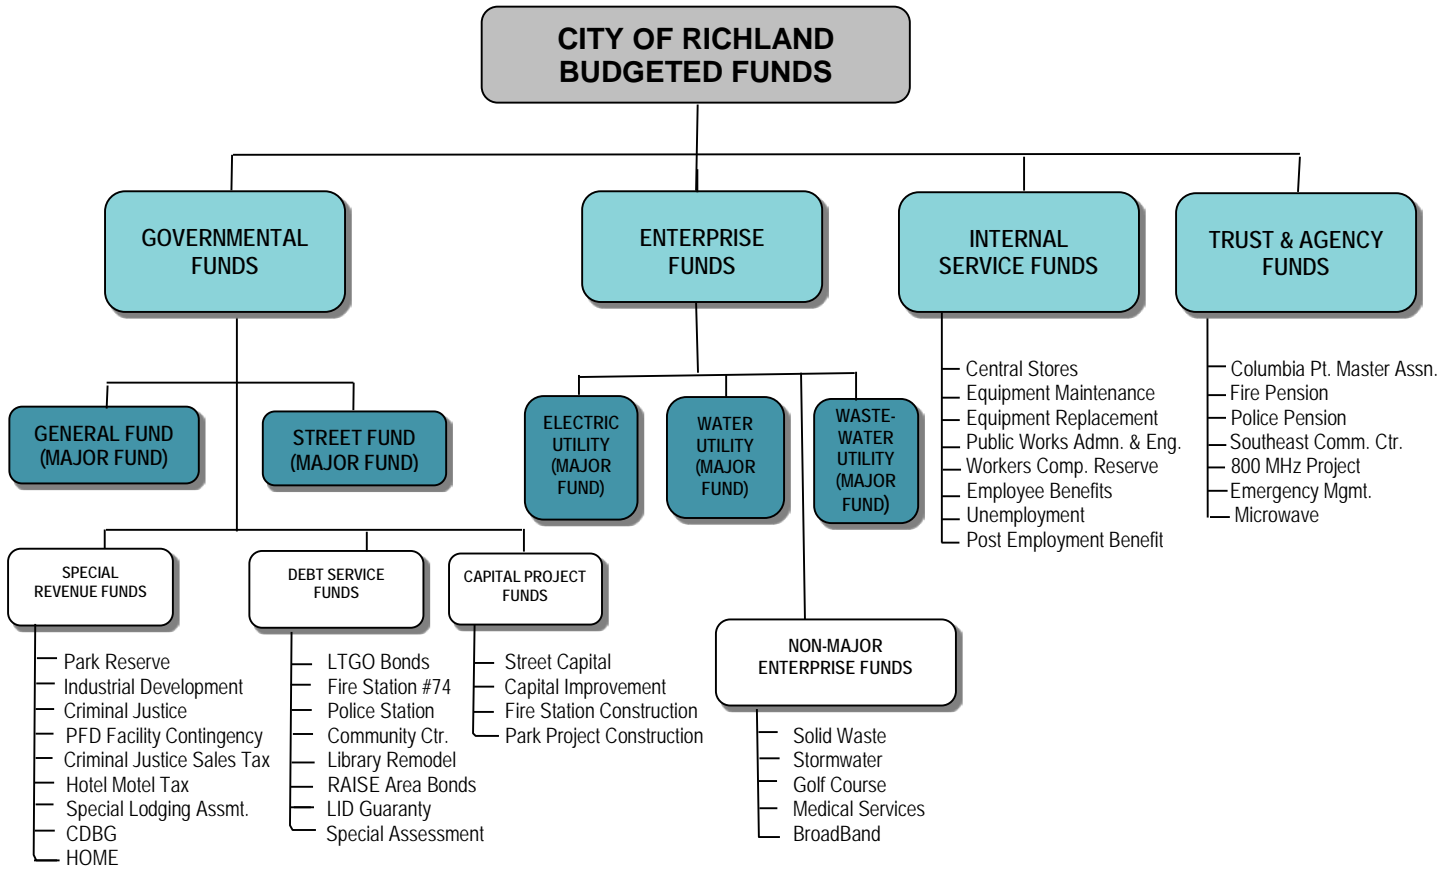 CITY OF RICHLAND
BUDGETED FUNDS
GOVERNMENTAL
FUNDS
ENTERPRISE
FUNDS
INTERNAL
SERVICE FUNDS
TRUST & AGENCY
FUNDS
GENERAL FUND
(MAJOR FUND)
STREET FUND
(MAJOR FUND)
ELECTRIC
UTILITY
(MAJOR
FUND)
WATER
UTILITY
(MAJOR
FUND)
WASTE-
WATER
UTILITY
(MAJOR
FUND)
Central Stores
Equipment Maintenance
Equipment Replacement
Public Works Admn. & Eng.
Workers Comp. Reserve
Employee Benefits
Unemployment
Post Employment Benefit
Columbia Pt. Master Assn.
Fire Pension
Police Pension
Southeast Comm. Ctr.
800 MHz Project
Emergency Mgmt.
Microwave
SPECIAL
REVENUE FUNDS
DEBT SERVICE
FUNDS
CAPITAL PROJECT
FUNDS
NON-MAJOR
ENTERPRISE FUNDS
Park Reserve
Industrial Development
Criminal Justice
PFD Facility Contingency
Criminal Justice Sales Tax
Hotel Motel Tax
Special Lodging Assmt.
CDBG
HOME
LTGO Bonds
Fire Station #74
Police Station
Community Ctr.
Library Remodel
RAISE Area Bonds
LID Guaranty
Special Assessment
Street Capital
Capital Improvement
Fire Station Construction
Park Project Construction
Solid Waste
Stormwater
Golf Course
Medical Services
BroadBand